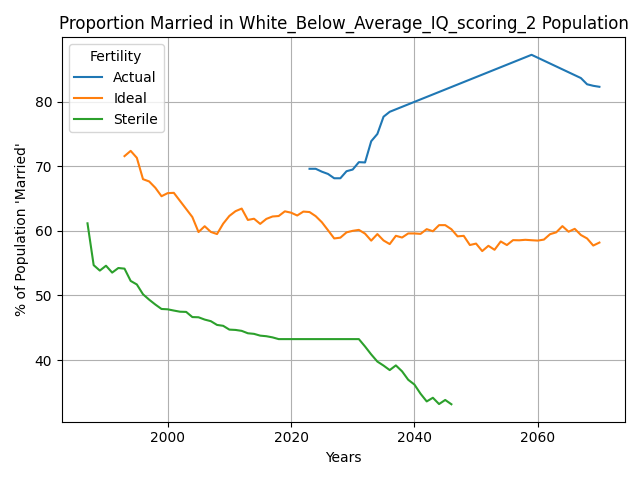 Proportion Married in White_Below_Average_IQ_scoring_2 Population
Fertility
Actual
Ideal
Sterile
% of Population 'Married'
80
70
60
50
40
2000
2020
2040
2060
Years